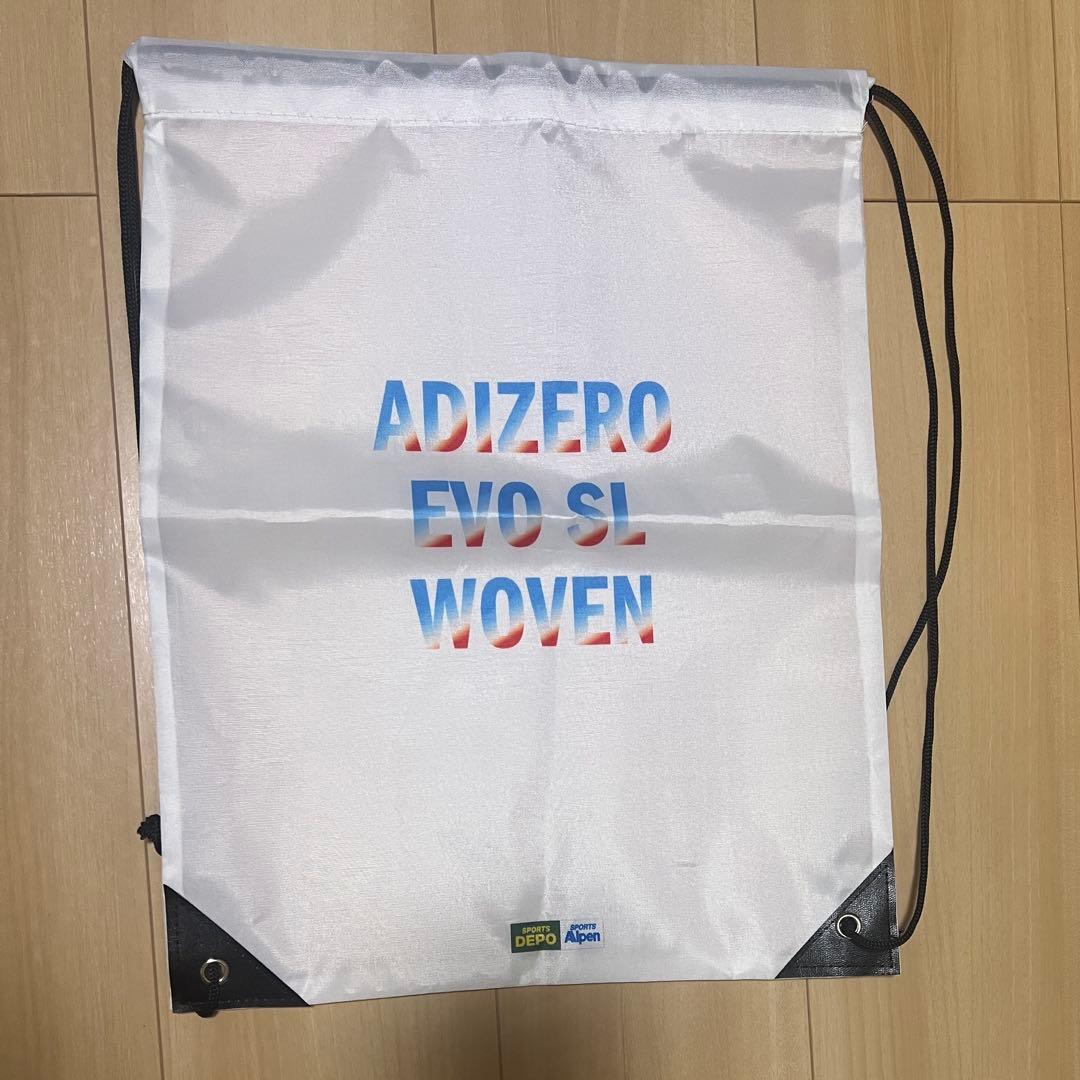 ADIZERO
EVO SL
WOVEN
SPORTS DEPO
SPORTS Alpen